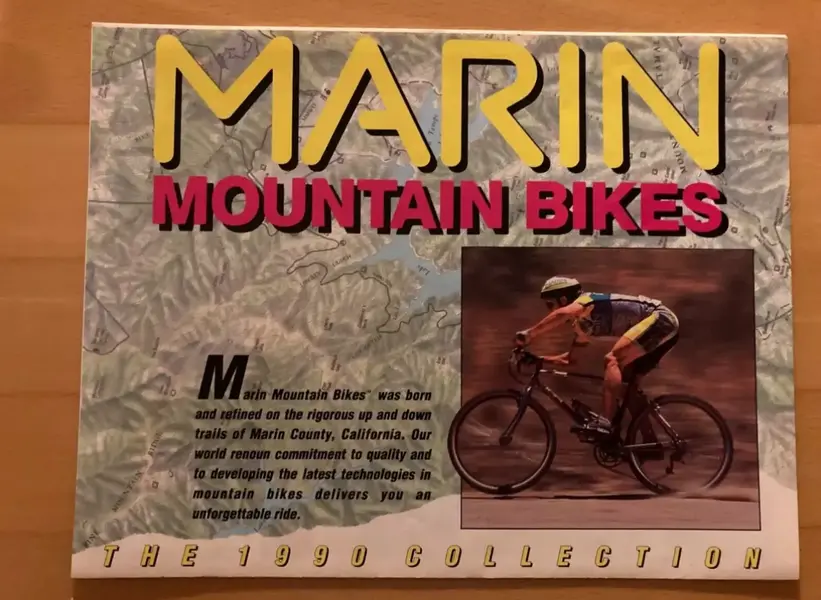 MARIN
MOUNTAIN BIKES
Marin Mountain Bikes™ was born
and refined on the rigorous up and down
trails of Marin County, California. Our
world renoun commitment to quality and
to developing the latest technologies in
mountain bikes delivers you an
unforgettable ride.
THE 1990 COLLECTION